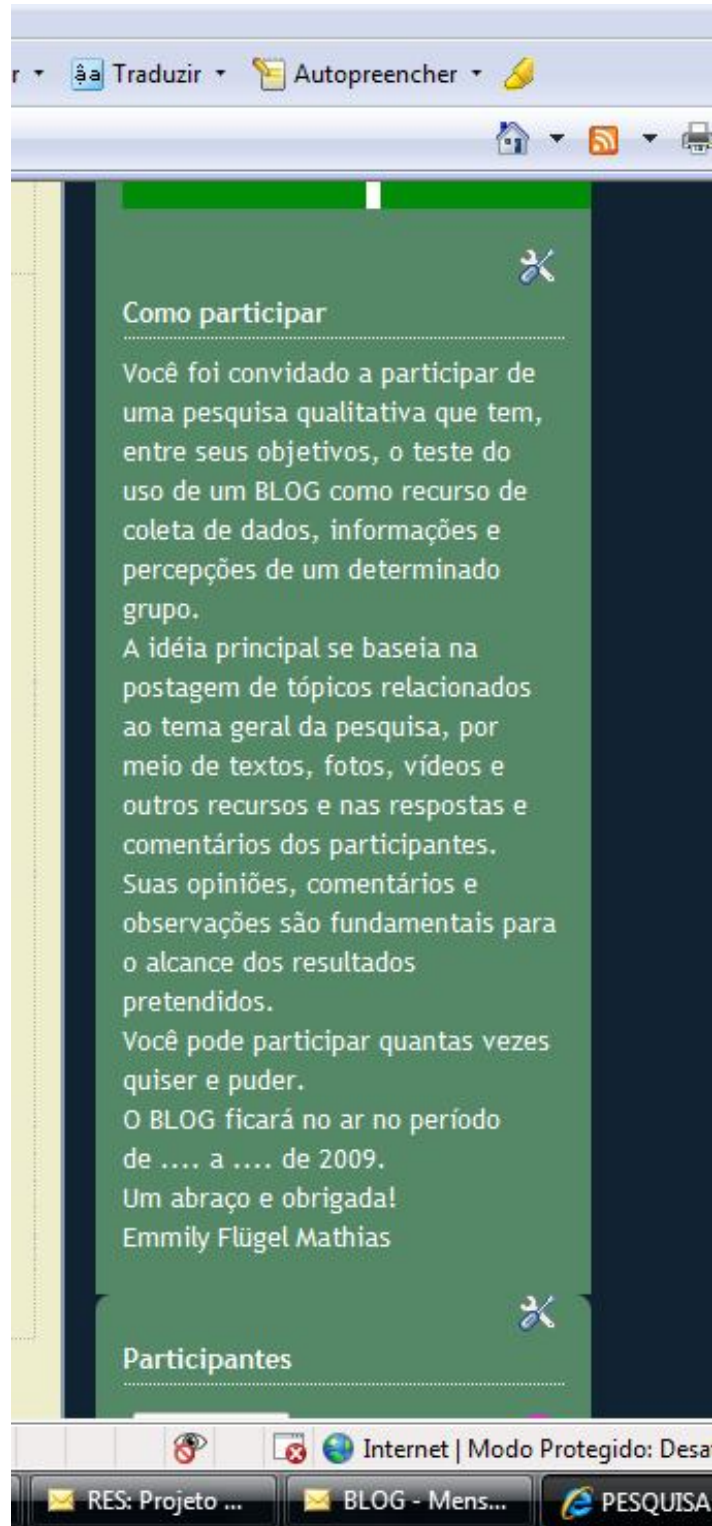 r
Traduzir
Autopreencher
Como participar
Você foi convidado a participar de
uma pesquisa qualitativa que tem,
entre seus objetivos, o teste do
uso de um BLOG como recurso de
coleta de dados, informações e
percepções de um determinado
grupo.
A idéia principal se baseia na
postagem de tópicos relacionados
ao tema geral da pesquisa, por
meio de textos, fotos, vídeos e
outros recursos e nas respostas e
comentários dos participantes.
Suas opiniões, comentários e
observações são fundamentais para
o alcance dos resultados
pretendidos.
Você pode participar quantas vezes
quiser e puder.
O BLOG ficará no ar no período
de .... a .... de 2009.
Um abraço e obrigada!
Emmily Flügel Mathias
Participantes
Internet | Modo Protegido: Desa
RES: Projeto ...
BLOG - Mens...
PESQUISA